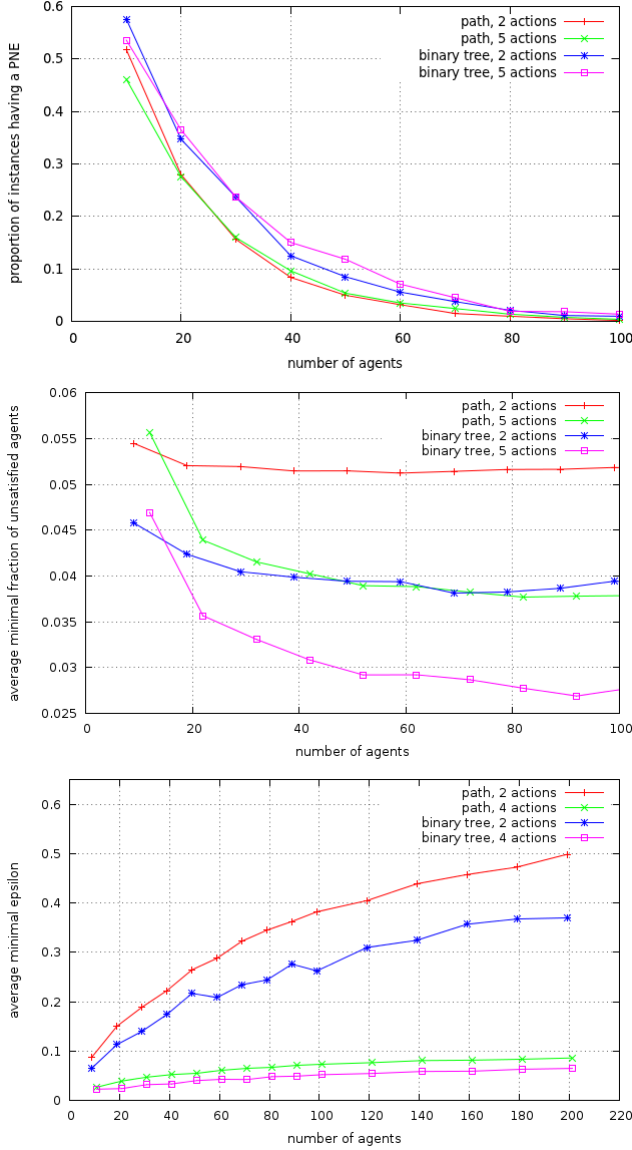 0.6
0.5
0.4
0.3
0.2
0.1
0
proportion of instances having a PNE
path, 2 actions
path, 5 actions
binary tree, 2 actions
binary tree, 5 actions
0 20 40 60 80 100
number of agents
0.06
0.055
0.05
0.045
0.04
0.035
0.03
0.025
average minimal fraction of unsatisfied agents
path, 2 actions
path, 5 actions
binary tree, 2 actions
binary tree, 5 actions
0 20 40 60 80 100
number of agents
0.6
0.5
0.4
0.3
0.2
0.1
0
average minimal epsilon
path, 2 actions
path, 4 actions
binary tree, 2 actions
binary tree, 4 actions
0 20 40 60 80 100 120 140 160 180 200 220
number of agents